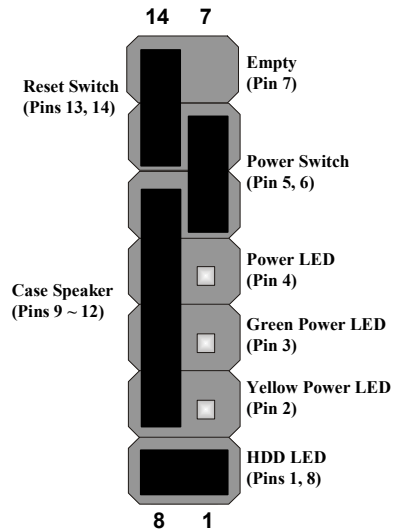 14 7
Empty
(Pin 7)
Reset Switch
(Pins 13, 14)
Power Switch
(Pin 5, 6)
Power LED
(Pin 4)
Case Speaker
(Pins 9 ~ 12)
Green Power LED
(Pin 3)
Yellow Power LED
(Pin 2)
HDD LED
(Pins 1, 8)
8 1